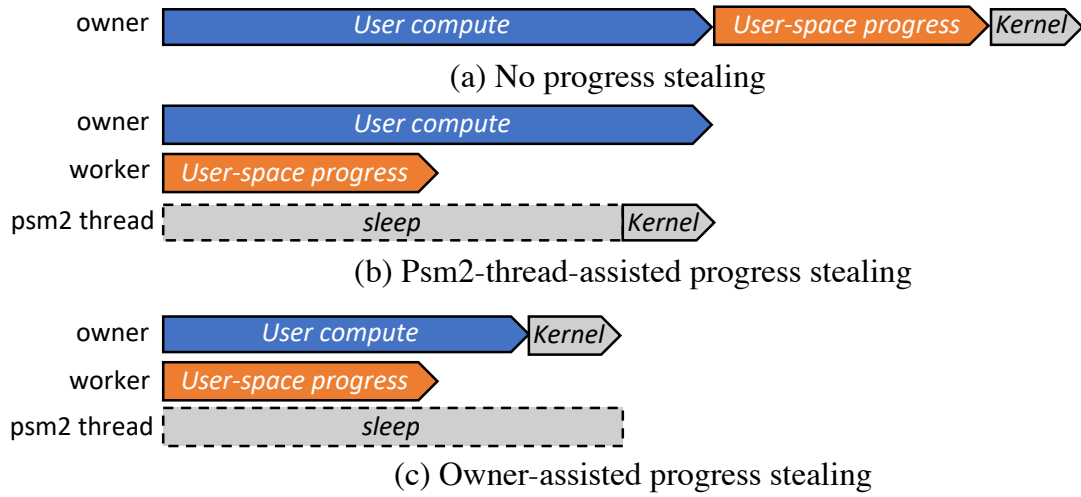 owner User compute User-space progress Kernel
(a) No progress stealing
owner User compute
worker User-space progress
psm2 thread sleep Kernel
(b) Psm2-thread-assisted progress stealing
owner User compute Kernel
worker User-space progress
psm2 thread sleep
(c) Owner-assisted progress stealing